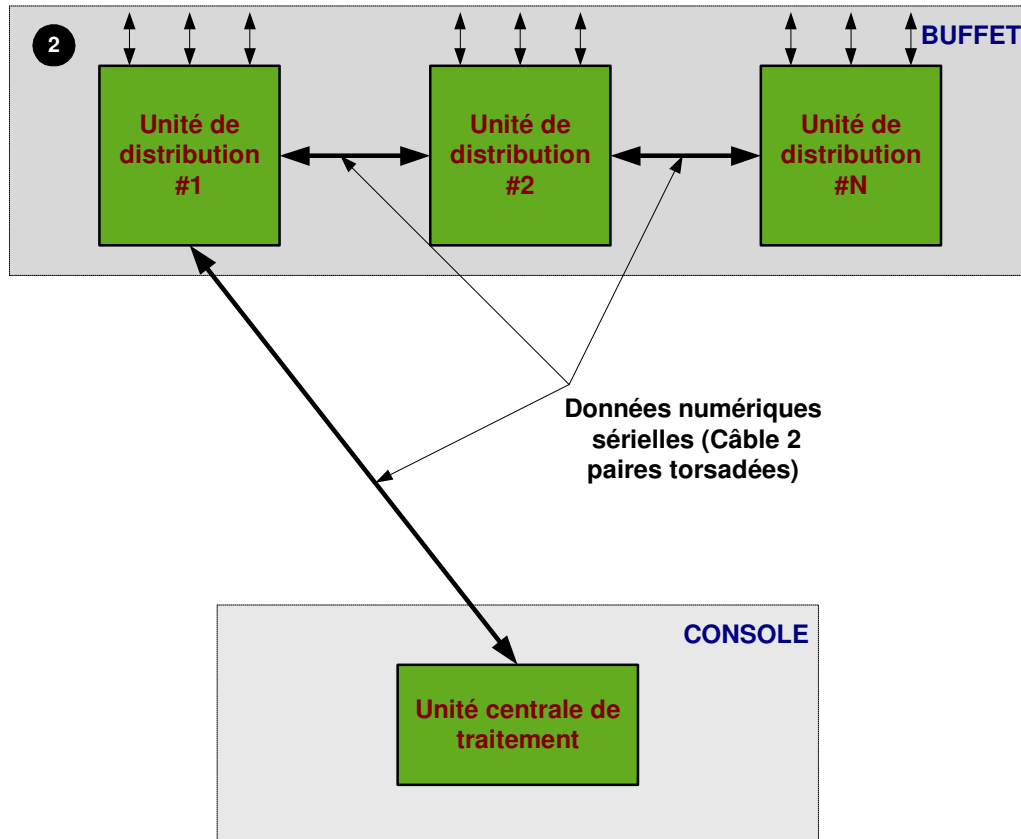 2
BUFFET
Unité de
distribution
#1
Unité de
distribution
#2
Unité de
distribution
#N
Données numériques
sérielles (Câble 2
paires torsadées)
CONSOLE
Unité centrale de
traitement